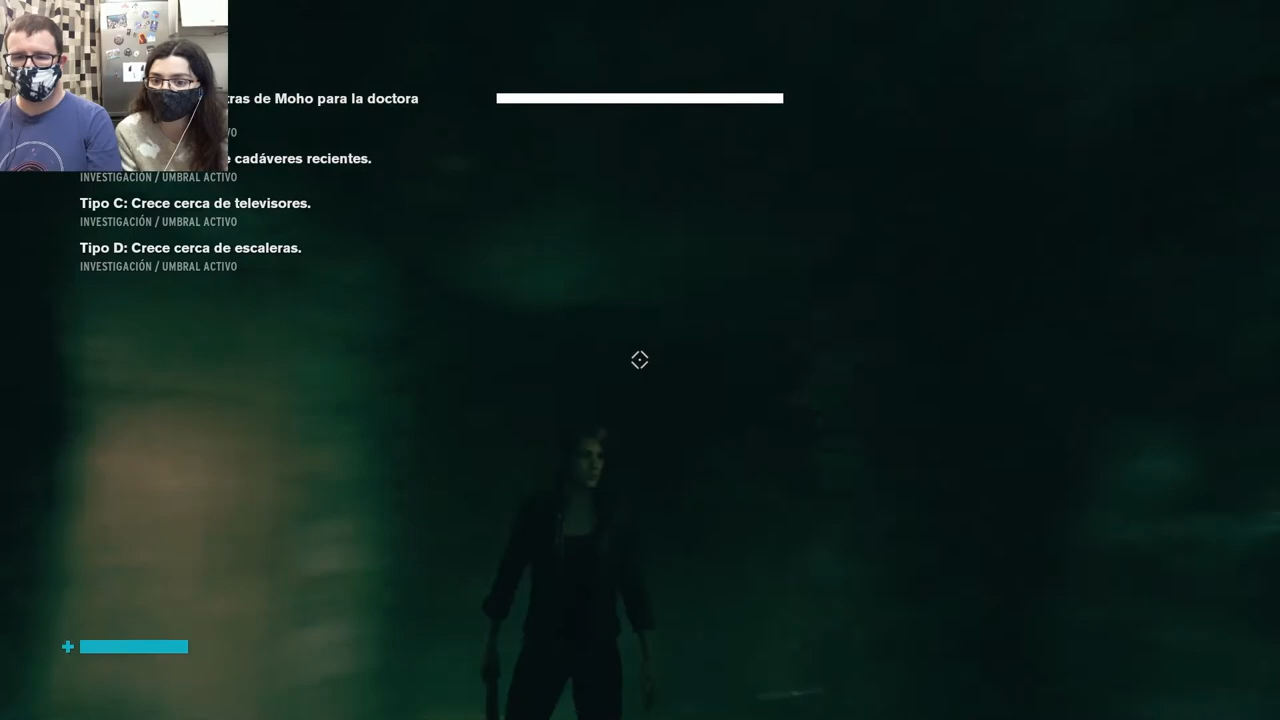 tras de Moho para la doctora
VO
e cadáveres recientes.
INVESTIGACIÓN / UMBRAL ACTIVO
Tipo C: Crece cerca de televisores.
INVESTIGACIÓN / UMBRAL ACTIVO
Tipo D: Crece cerca de escaleras.
INVESTIGACIÓN / UMBRAL ACTIVO